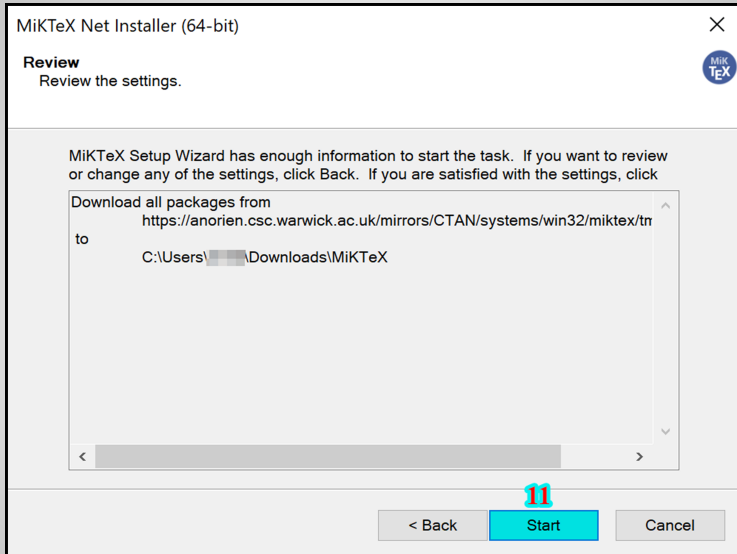 MiKTeX Net Installer (64-bit)
Review
Review the settings.
MiK
TEX
MiKTeX Setup Wizard has enough information to start the task.  If you want to review
or change any of the settings, click Back.  If you are satisfied with the settings, click
Download all packages from
https://anorien.csc.warwick.ac.uk/mirrors/CTAN/systems/win32/miktex/tm
to
C:\Users\ \Downloads\MiKTeX
11
< Back
Start
Cancel